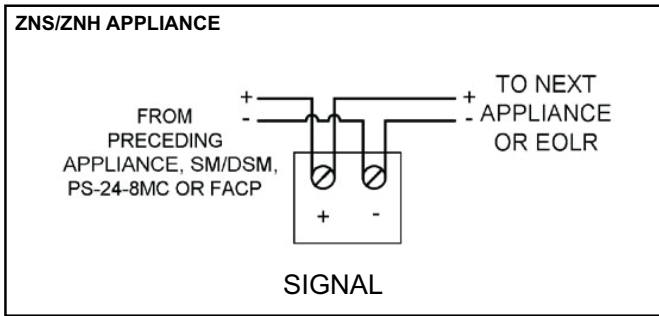 ZNS/ZNH APPLIANCE
+
-
FROM
PRECEDING
APPLIANCE, SM/DSM,
PS-24-8MC OR FACP
+
-
TO NEXT
APPLIANCE
OR EOLR
+ -
SIGNAL